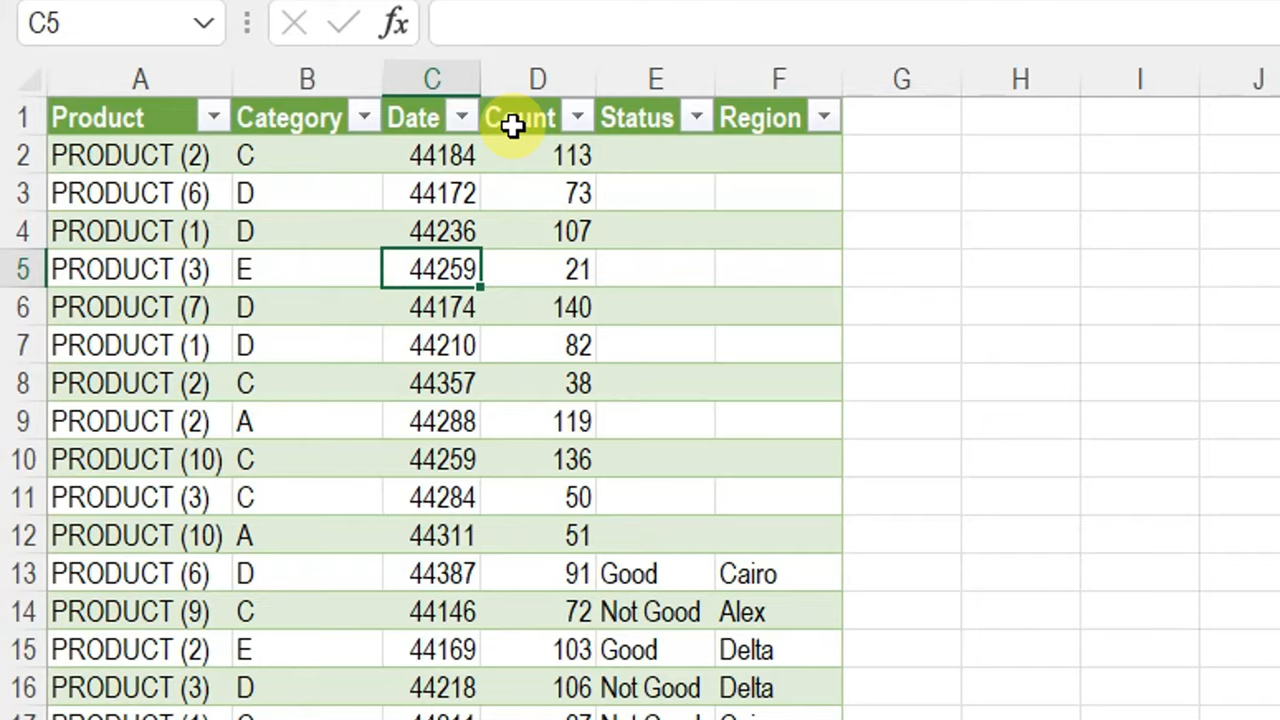 C5 fx
A B C D E F G H I J
1 Product Category Date Count Status Region
2 PRODUCT (2) C 44184 113
3 PRODUCT (6) D 44172 73
4 PRODUCT (1) D 44236 107
5 PRODUCT (3) E 44259 21
6 PRODUCT (7) D 44174 140
7 PRODUCT (1) D 44210 82
8 PRODUCT (2) C 44357 38
9 PRODUCT (2) A 44288 119
10 PRODUCT (10) C 44259 136
11 PRODUCT (3) C 44284 50
12 PRODUCT (10) A 44311 51
13 PRODUCT (6) D 44387 91 Good Cairo
14 PRODUCT (9) C 44146 72 Not Good Alex
15 PRODUCT (2) E 44169 103 Good Delta
16 PRODUCT (3) D 44218 106 Not Good Delta